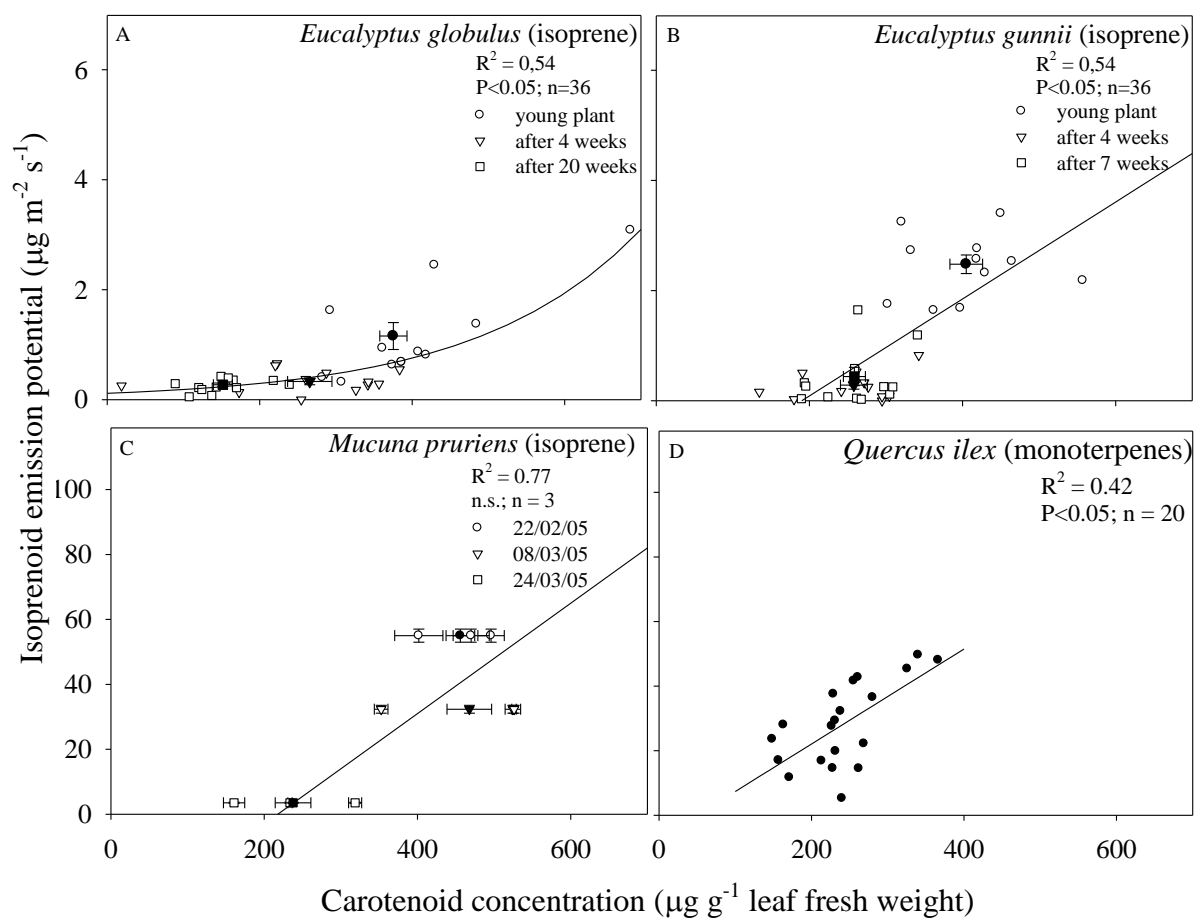 A
Eucalyptus globulus (isoprene)
R² = 0,54
P<0.05; n=36
young plant
after 4 weeks
after 20 weeks
B
Eucalyptus gunnii (isoprene)
R² = 0,54
P<0.05; n=36
young plant
after 4 weeks
after 7 weeks
6
4
2
0
C
Mucuna pruriens (isoprene)
R² = 0.77
n.s.; n = 3
22/02/05
08/03/05
24/03/05
D
Quercus ilex (monoterpenes)
R² = 0.42
P<0.05; n = 20
100
80
60
40
20
0
0 200 400 600
0 200 400 600
Isoprenoid emission potential (µg m⁻² s⁻¹)
Carotenoid concentration (µg g⁻¹ leaf fresh weight)